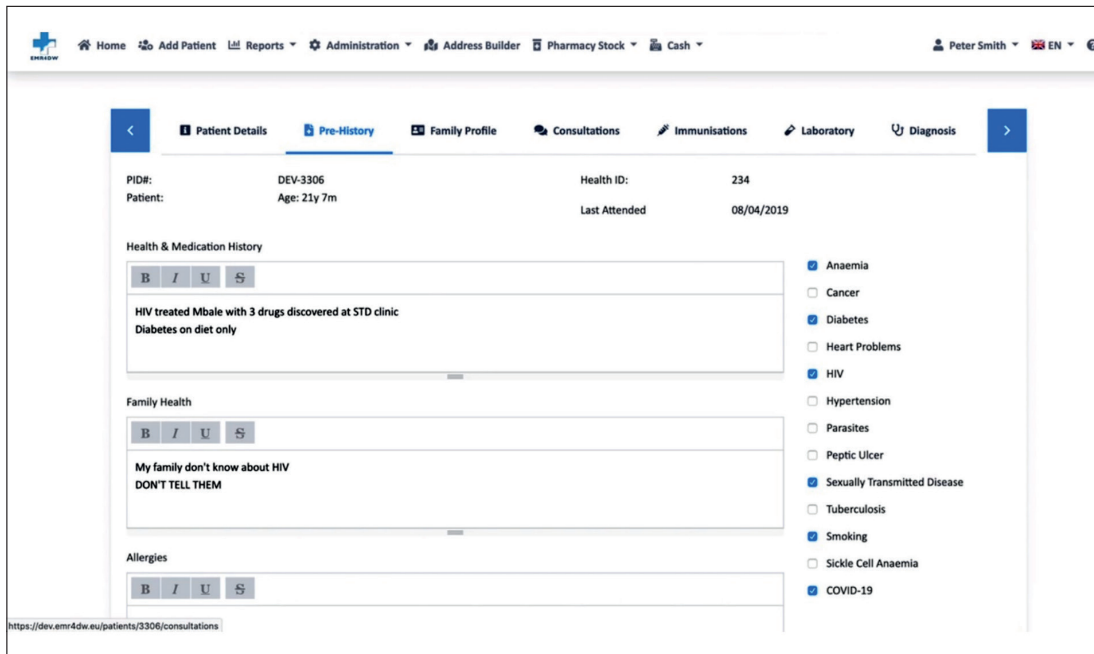 EMR4DW
Home Add Patient Reports Administration Address Builder Pharmacy Stock Cash Peter Smith EN
Patient Details Pre-History Family Profile Consultations Immunisations Laboratory Diagnosis
PID#: DEV-3306 Health ID: 234
Patient: Age: 21y 7m
Last Attended 08/04/2019
Health & Medication History
B I U S
HIV treated Mbale with 3 drugs discovered at STD clinic
Diabetes on diet only
Family Health
B I U S
My family don't know about HIV
DON'T TELL THEM
Allergies
B I U S
Anaemia
Cancer
Diabetes
Heart Problems
HIV
Hypertension
Parasites
Peptic Ulcer
Sexually Transmitted Disease
Tuberculosis
Smoking
Sickle Cell Anaemia
COVID-19
https://dev.emr4dw.eu/patients/3306/consultations